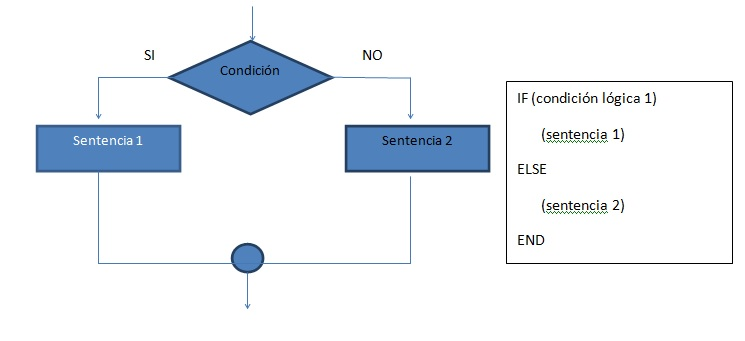 SI
NO
Condición
Sentencia 1
Sentencia 2
IF (condición lógica 1)
(sentencia 1)
ELSE
(sentencia 2)
END